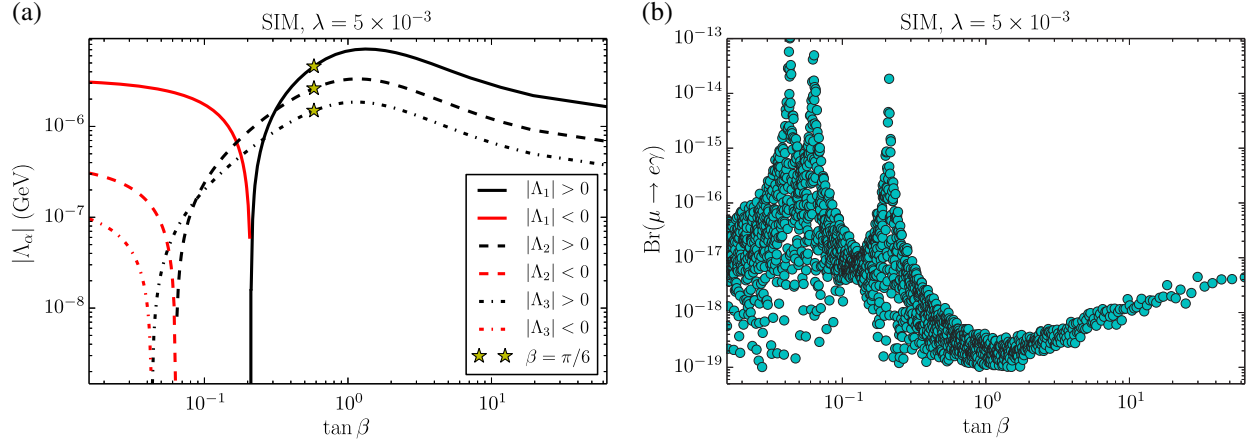 (a)
SIM, λ = 5 × 10⁻³
|Λ_α| (GeV)
10⁻⁶
10⁻⁷
10⁻⁸
|Λ₁| > 0
|Λ₁| < 0
|Λ₂| > 0
|Λ₂| < 0
|Λ₃| > 0
|Λ₃| < 0
β = π/6
10⁻¹
10⁰
10¹
tan β
(b)
SIM, λ = 5 × 10⁻³
Br(μ → eγ)
10⁻¹³
10⁻¹⁴
10⁻¹⁵
10⁻¹⁶
10⁻¹⁷
10⁻¹⁸
10⁻¹⁹
10⁻¹
10⁰
10¹
tan β